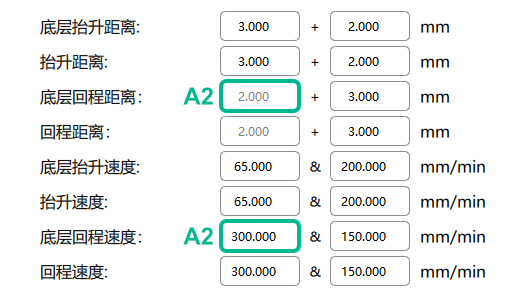 底层抬升距离: 3.000 + 2.000 mm
抬升距离: 3.000 + 2.000 mm
底层回程距离: A2 2.000 + 3.000 mm
回程距离: 2.000 + 3.000 mm
底层抬升速度: 65.000 & 200.000 mm/min
抬升速度: 65.000 & 200.000 mm/min
底层回程速度: A2 300.000 & 150.000 mm/min
回程速度: 300.000 & 150.000 mm/min